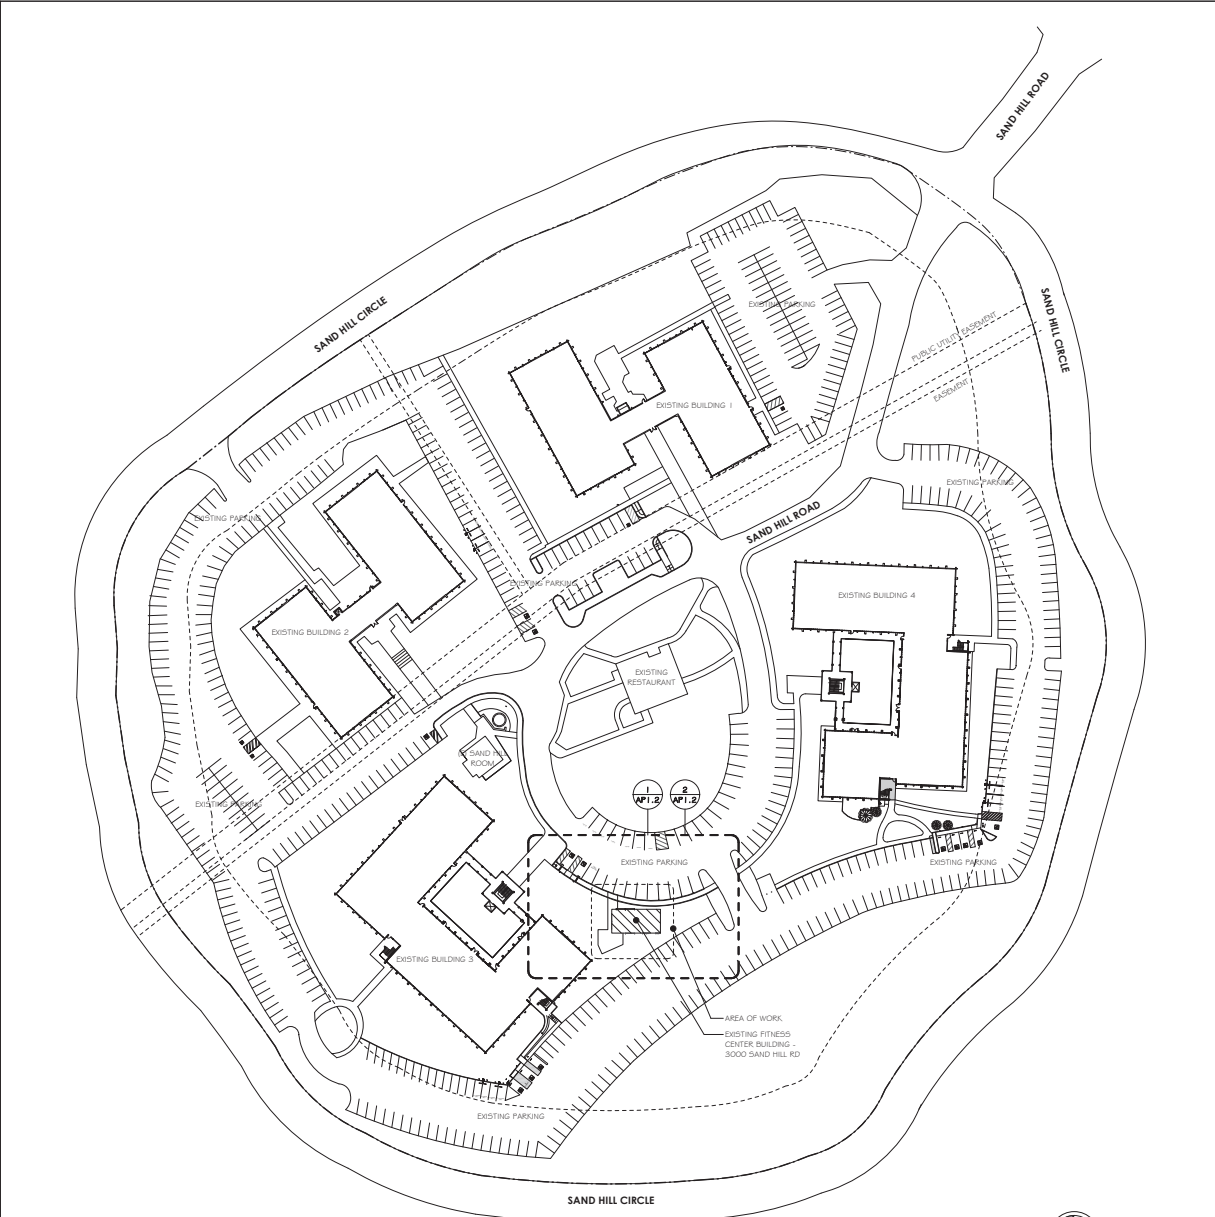 SAND HILL ROAD
SAND HILL CIRCLE
SAND HILL CIRCLE
EXISTING PARKING
PUBLIC UTILITY EASEMENT
EASEMENT
EXISTING BUILDING 1
EXISTING PARKING
EXISTING PARKING
SAND HILL ROAD
EXISTING PARKING
EXISTING BUILDING 4
EXISTING BUILDING 2
EXISTING
RESTAURANT
SAND HILL
ROOM
1
AP1.2
2
AP1.2
EXISTING PARKING
EXISTING PARKING
EXISTING PARKING
EXISTING BUILDING 3
AREA OF WORK
EXISTING FITNESS
CENTER BUILDING -
3000 SAND HILL RD
EXISTING PARKING
SAND HILL CIRCLE